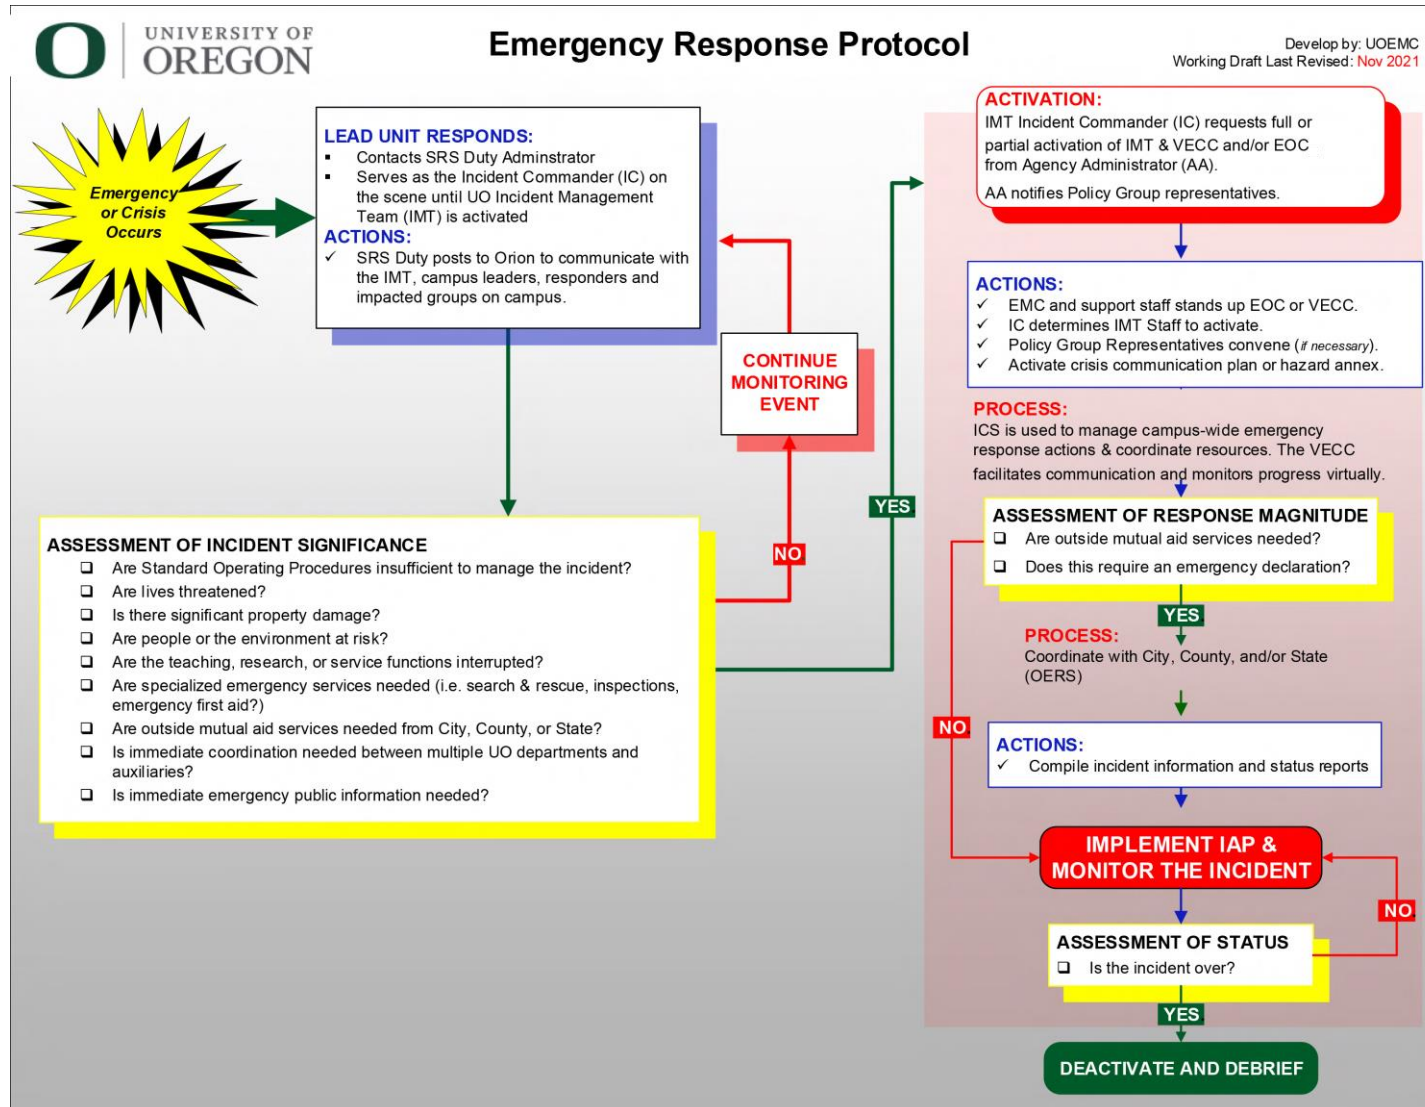 UNIVERSITY OF
OREGON
Emergency Response Protocol
Develop by: UOEMC
Working Draft Last Revised: Nov 2021
Emergency
or Crisis
Occurs
LEAD UNIT RESPONDS:
▪ Contacts SRS Duty Adminstrator
▪ Serves as the Incident Commander (IC) on
the scene until UO Incident Management
Team (IMT) is activated
ACTIONS:
✓ SRS Duty posts to Orion to communicate with
the IMT, campus leaders, responders and
impacted groups on campus.
CONTINUE
MONITORING
EVENT
NO
YES
ASSESSMENT OF INCIDENT SIGNIFICANCE
❑ Are Standard Operating Procedures insufficient to manage the incident?
❑ Are lives threatened?
❑ Is there significant property damage?
❑ Are people or the environment at risk?
❑ Are the teaching, research, or service functions interrupted?
❑ Are specialized emergency services needed (i.e. search & rescue, inspections,
emergency first aid?)
❑ Are outside mutual aid services needed from City, County, or State?
❑ Is immediate coordination needed between multiple UO departments and
auxiliaries?
❑ Is immediate emergency public information needed?
ACTIVATION:
IMT Incident Commander (IC) requests full or
partial activation of IMT & VECC and/or EOC
from Agency Administrator (AA).
AA notifies Policy Group representatives.
ACTIONS:
✓ EMC and support staff stands up EOC or VECC.
✓ IC determines IMT Staff to activate.
✓ Policy Group Representatives convene (if necessary).
✓ Activate crisis communication plan or hazard annex.
PROCESS:
ICS is used to manage campus-wide emergency
response actions & coordinate resources. The VECC
facilitates communication and monitors progress virtually.
ASSESSMENT OF RESPONSE MAGNITUDE
❑ Are outside mutual aid services needed?
❑ Does this require an emergency declaration?
YES
PROCESS:
Coordinate with City, County, and/or State
(OERS)
NO
ACTIONS:
✓ Compile incident information and status reports
IMPLEMENT IAP &
MONITOR THE INCIDENT
NO
ASSESSMENT OF STATUS
❑ Is the incident over?
YES
DEACTIVATE AND DEBRIEF